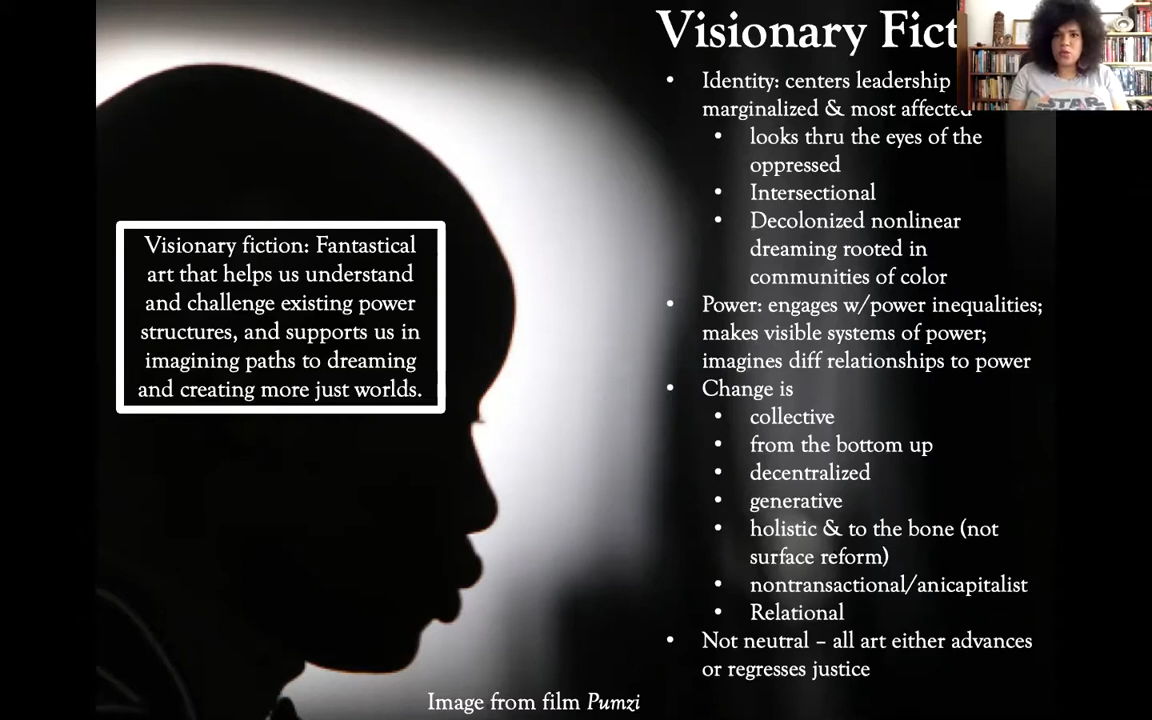 Visionary Fict
Identity: centers leadership
marginalized & most affected
looks thru the eyes of the
oppressed
Intersectional
Decolonized nonlinear
dreaming rooted in
communities of color
Power: engages w/power inequalities;
makes visible systems of power;
imagines diff relationships to power
Change is
collective
from the bottom up
decentralized
generative
holistic & to the bone (not
surface reform)
nontransactional/anicapitalist
Relational
Not neutral – all art either advances
or regresses justice
Visionary fiction: Fantastical
art that helps us understand
and challenge existing power
structures, and supports us in
imagining paths to dreaming
and creating more just worlds.
Image from film Pumzi
STAR